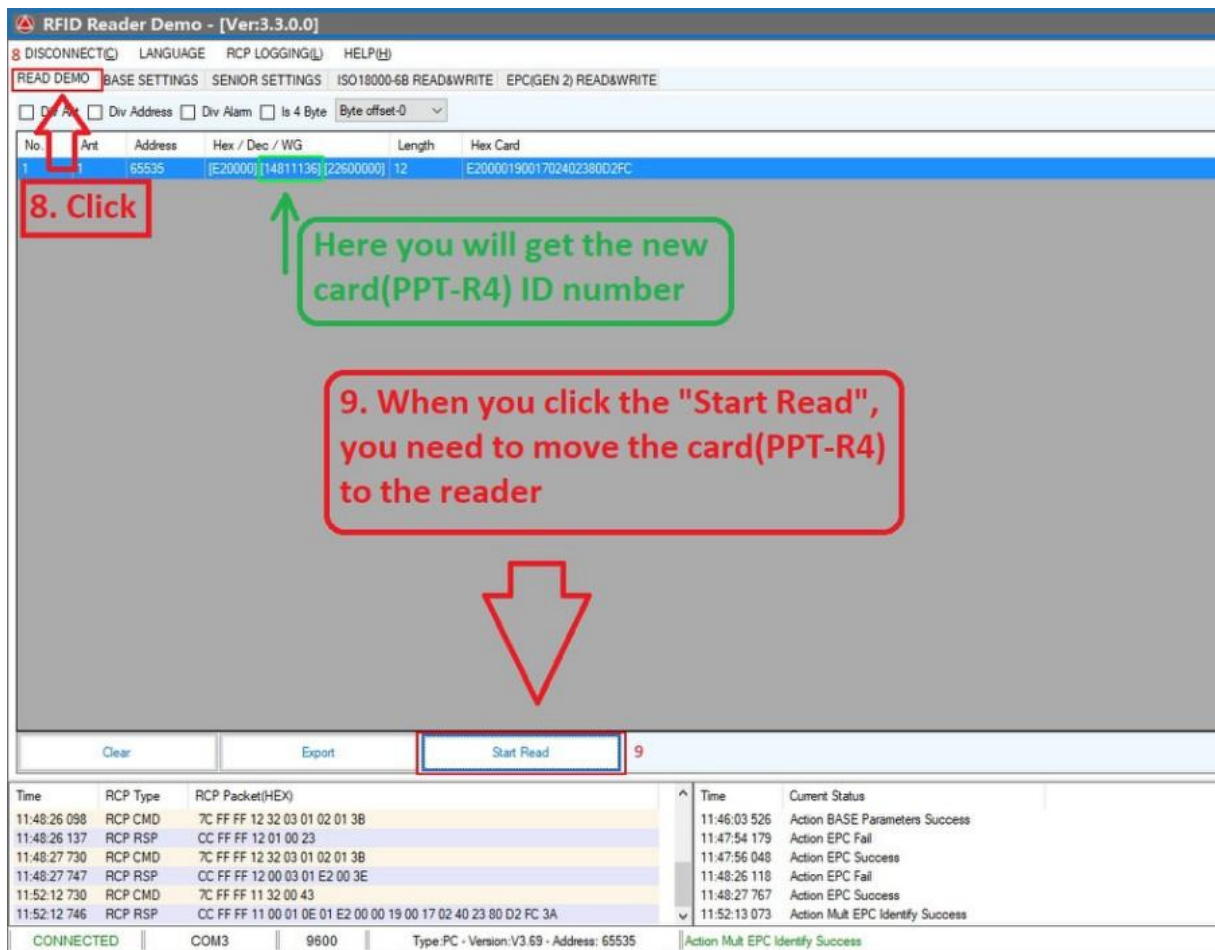 RFID Reader Demo - [Ver:3.3.0.0]
8 DISCONNECT(C) LANGUAGE RCP LOGGING(L) HELP(H)
READ DEMO BASE SETTINGS SENIOR SETTINGS ISO18000-6B READ&WRITE EPC(GEN 2) READ&WRITE
Div Address Div Alarm Is 4 Byte Byte offset-0
No. Ant Address Hex / Dec / WG Length Hex Card
1 1 65535 [E20000] [14811136] [22600000] 12 E2000019001702402380D2FC
8. Click
Here you will get the new
card(PPT-R4) ID number
9. When you click the "Start Read",
you need to move the card(PPT-R4)
to the reader
Clear Export Start Read 9
Time RCP Type RCP Packet(HEX) Time Current Status
11:48:26 098 RCP CMD 7C FF FF 12 32 03 01 02 01 3B 11:46:03 526 Action BASE Parameters Success
11:48:26 137 RCP RSP CC FF FF 12 01 00 23 11:47:54 179 Action EPC Fail
11:48:27 730 RCP CMD 7C FF FF 12 32 03 01 02 01 3B 11:47:56 048 Action EPC Success
11:48:27 747 RCP RSP CC FF FF 12 00 03 01 E2 00 3E 11:48:26 118 Action EPC Fail
11:52:12 730 RCP CMD 7C FF FF 11 32 00 43 11:48:27 767 Action EPC Success
11:52:12 746 RCP RSP CC FF FF 11 00 01 0E 01 E2 00 00 19 00 17 02 40 23 80 D2 FC 3A 11:52:13 073 Action Mult EPC Identify Success
CONNECTED COM3 9600 Type:PC - Version:V3.69 - Address: 65535 Action Mult EPC Identify Success